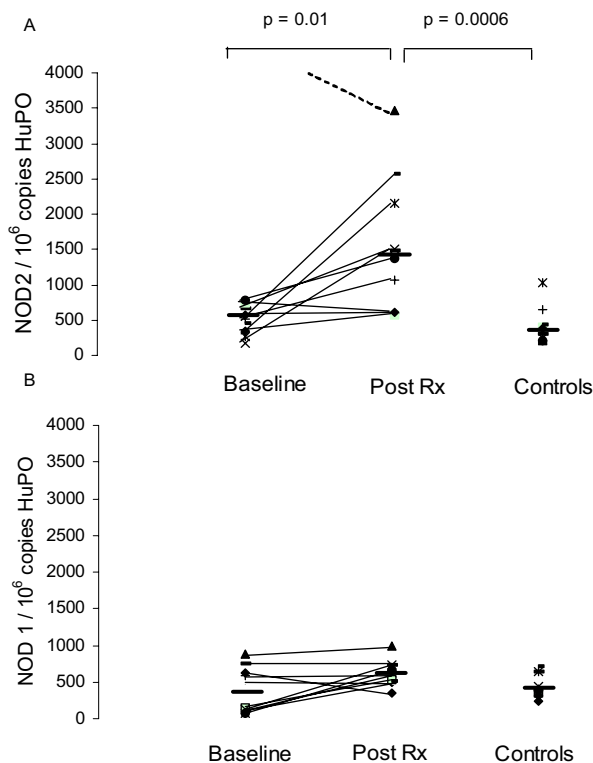 A
p = 0.01
p = 0.0006
4000
3500
3000
2500
2000
1500
1000
500
0
NOD2 / 10⁶ copies HuPO
Baseline
Post Rx
Controls
B
4000
3500
3000
2500
2000
1500
1000
500
0
NOD 1 / 10⁶ copies HuPO
Baseline
Post Rx
Controls